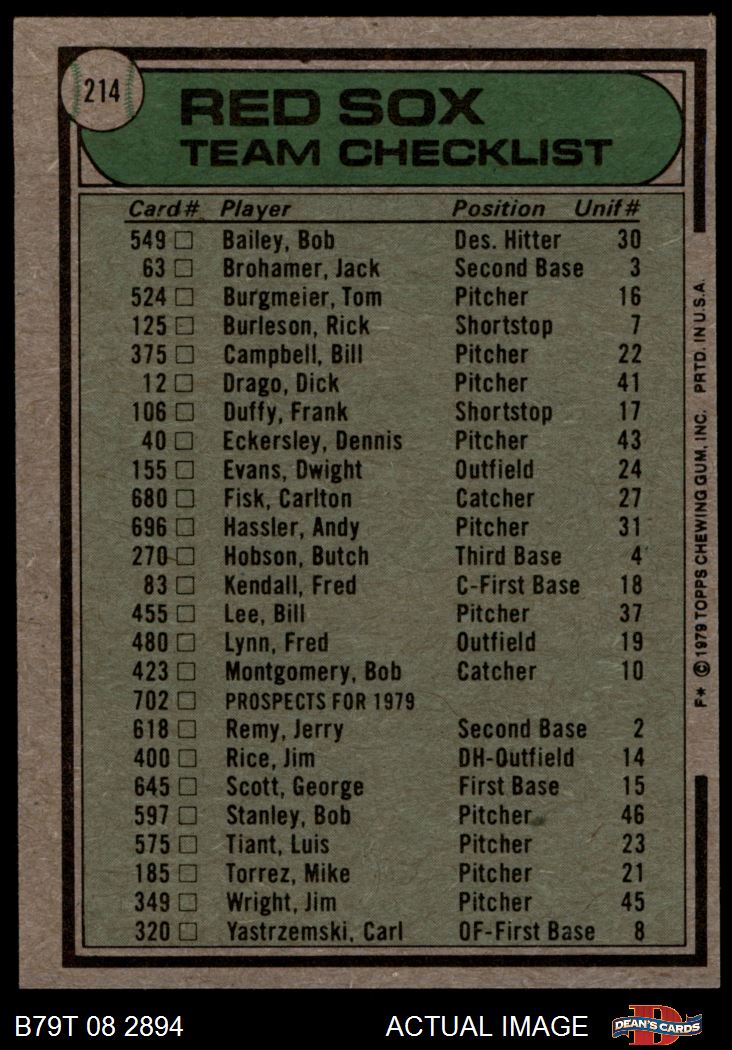 214
RED SOX
TEAM CHECKLIST
Card# Player Position Unif#
549 Bailey, Bob Des. Hitter 30
63 Brohamer, Jack Second Base 3
524 Burgmeier, Tom Pitcher 16
125 Burleson, Rick Shortstop 7
375 Campbell, Bill Pitcher 22
12 Drago, Dick Pitcher 41
106 Duffy, Frank Shortstop 17
40 Eckersley, Dennis Pitcher 43
155 Evans, Dwight Outfield 24
680 Fisk, Carlton Catcher 27
696 Hassler, Andy Pitcher 31
270 Hobson, Butch Third Base 4
83 Kendall, Fred C-First Base 18
455 Lee, Bill Pitcher 37
480 Lynn, Fred Outfield 19
423 Montgomery, Bob Catcher 10
702 PROSPECTS FOR 1979
618 Remy, Jerry Second Base 2
400 Rice, Jim DH-Outfield 14
645 Scott, George First Base 15
597 Stanley, Bob Pitcher 46
575 Tiant, Luis Pitcher 23
185 Torrez, Mike Pitcher 21
349 Wright, Jim Pitcher 45
320 Yastrzemski, Carl OF-First Base 8
F* © 1979 TOPPS CHEWING GUM, INC. PRTD. IN U.S.A.
B79T 08 2894 ACTUAL IMAGE
D
DEAN'S CARDS